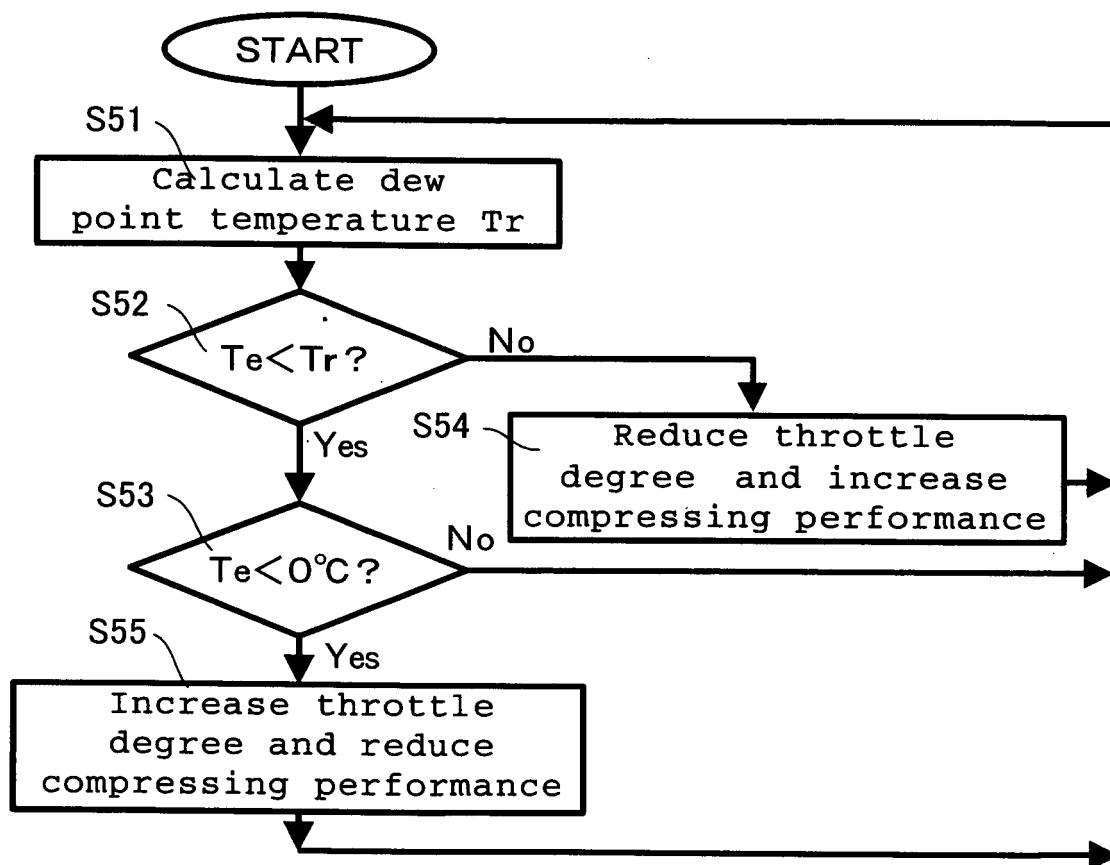 START
S51
Calculate dew
point temperature Tr
S52
Te<Tr?
No
Yes
S54
Reduce throttle
degree and increase
compressing performance
S53
Te<0℃?
No
Yes
S55
Increase throttle
degree and reduce
compressing performance